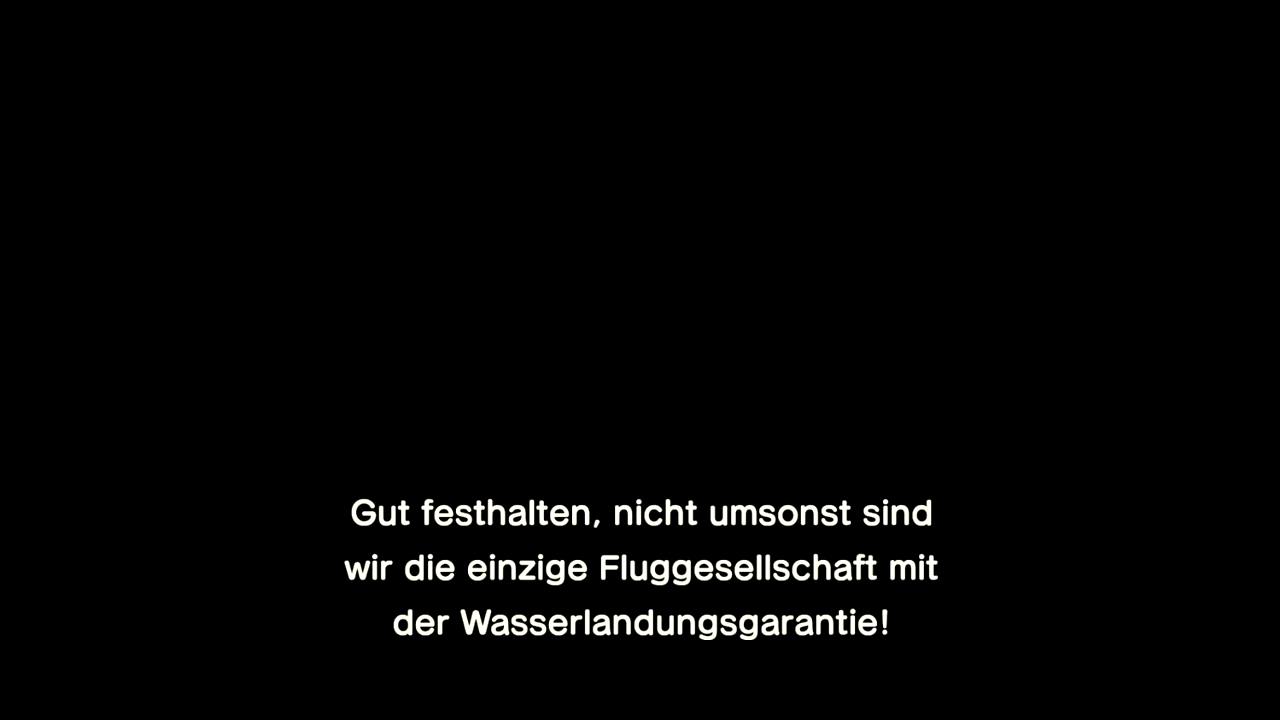 Gut festhalten, nicht umsonst sind
wir die einzige Fluggesellschaft mit
der Wasserlandungsgarantie!